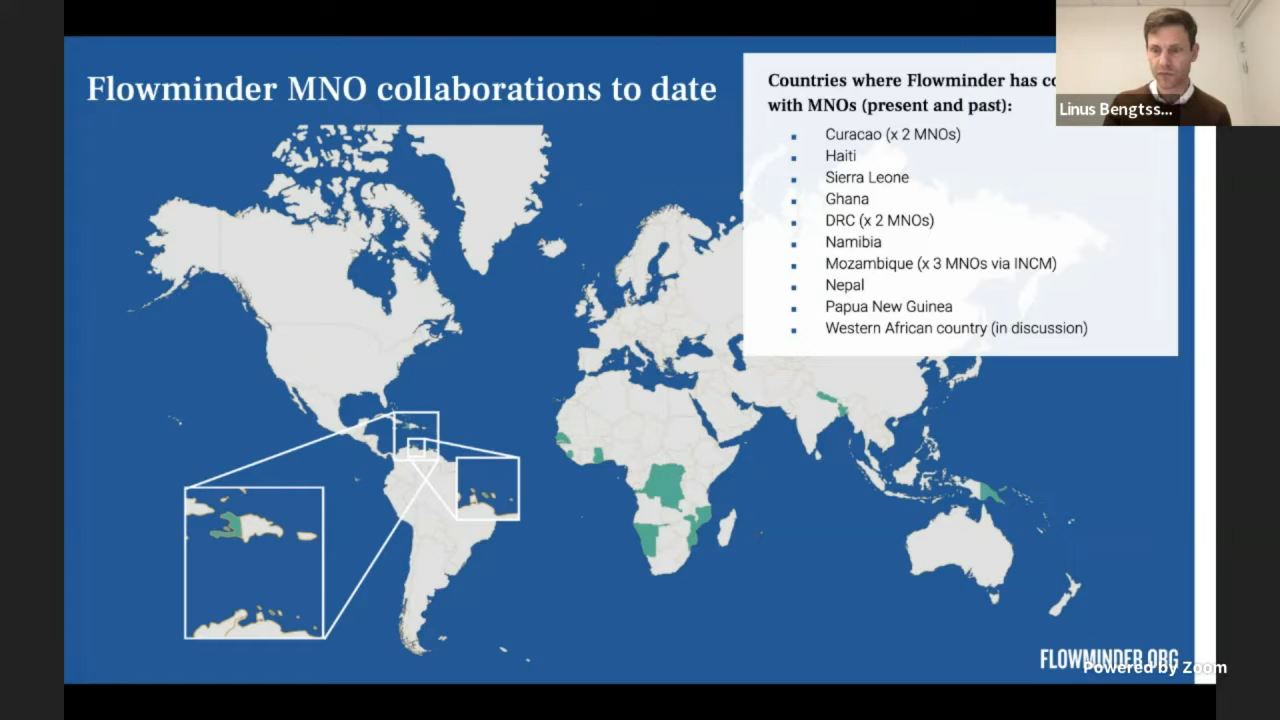 Flowminder MNO collaborations to date
Countries where Flowminder has
with MNOs (present and past):
Curacao (x 2 MNOs)
Haiti
Sierra Leone
Ghana
DRC (x 2 MNOs)
Namibia
Mozambique (x 3 MNOs via INCM)
Nepal
Papua New Guinea
Western African country (in discussion)
Linus Bengtss...
FLOWMINDER.ORG
Powered by Zoom